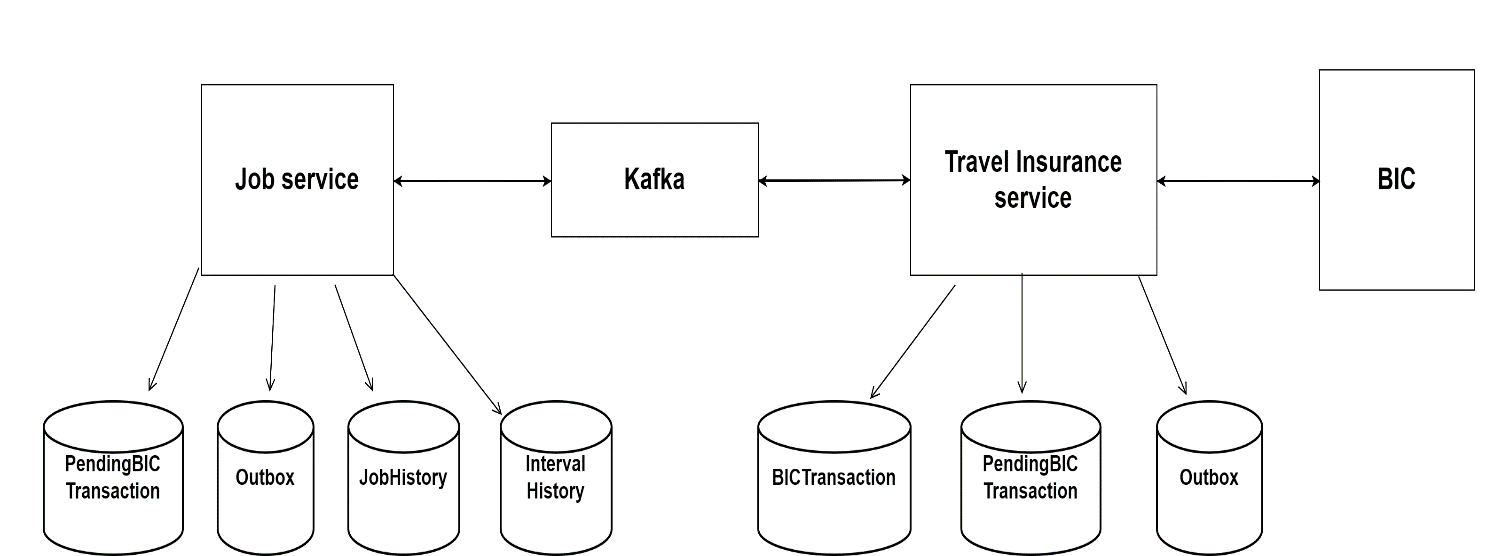 Job service
Kafka
Travel Insurance
service
BIC
PendingBIC
Transaction
Outbox
JobHistory
Interval
History
BICTransaction
PendingBIC
Transaction
Outbox